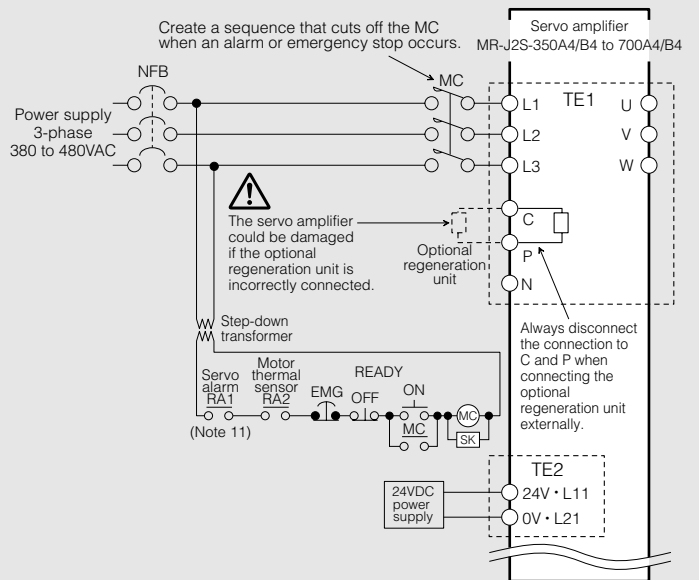 Create a sequence that cuts off the MC
when an alarm or emergency stop occurs.
Servo amplifier
MR-J2S-350A4/B4 to 700A4/B4
NFB
MC
TE1
Power supply
3-phase
380 to 480VAC
L1
L2
L3
U
V
W
The servo amplifier
could be damaged
if the optional
regeneration unit is
incorrectly connected.
Optional
regeneration
unit
C
P
N
Always disconnect
the connection to
C and P when
connecting the
optional
regeneration unit
externally.
Step-down
transformer
Servo
alarm
RA1
(Note 11)
Motor
thermal
sensor
RA2
EMG
READY
OFF
ON
MC
MC
SK
24VDC
power
supply
TE2
24V・L11
0V・L21